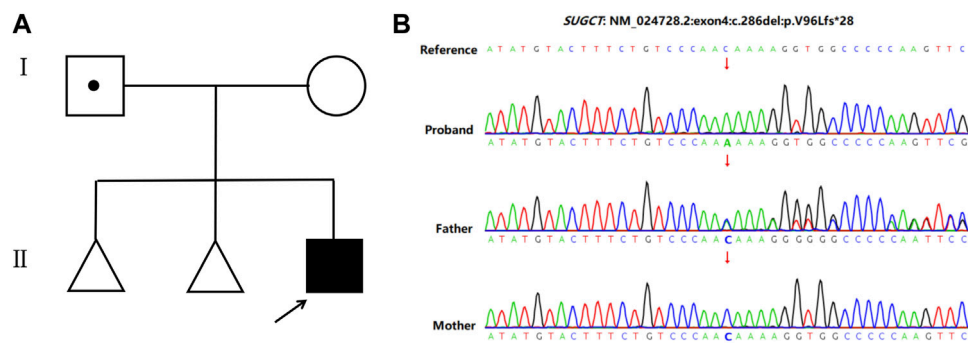 A
I
II
B
SUGCT: NM_024728.2:exon4:c.286del:p.V96Lfs*28
Reference A T A T G T A C T T T C T G T C C C A A C A A A A G G T G G C C C C C A A G T T C
Proband
A T A T G T A C T T T C T G T C C C A A A A A A G G T G G C C C C C A A G T T C G
Father
A T A T G T A C T T T C T G T C C C A A C A A A G G G G G G C C C C C A A T T C C
Mother
A T A T G T A C T T T C T G T C C C A A C A A A A G G T G G C C C C C A A G T T C